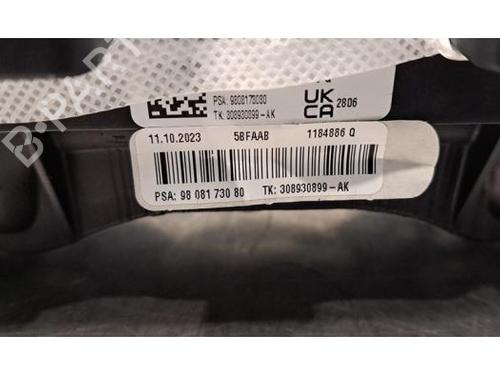 PSA: 9808173080
TK: 308930899-AK
UK
CA
2806
11.10.2023 5BFAAB 1184886 Q
PSA: 98 081 730 80 TK: 308930899-AK
B-PARTS